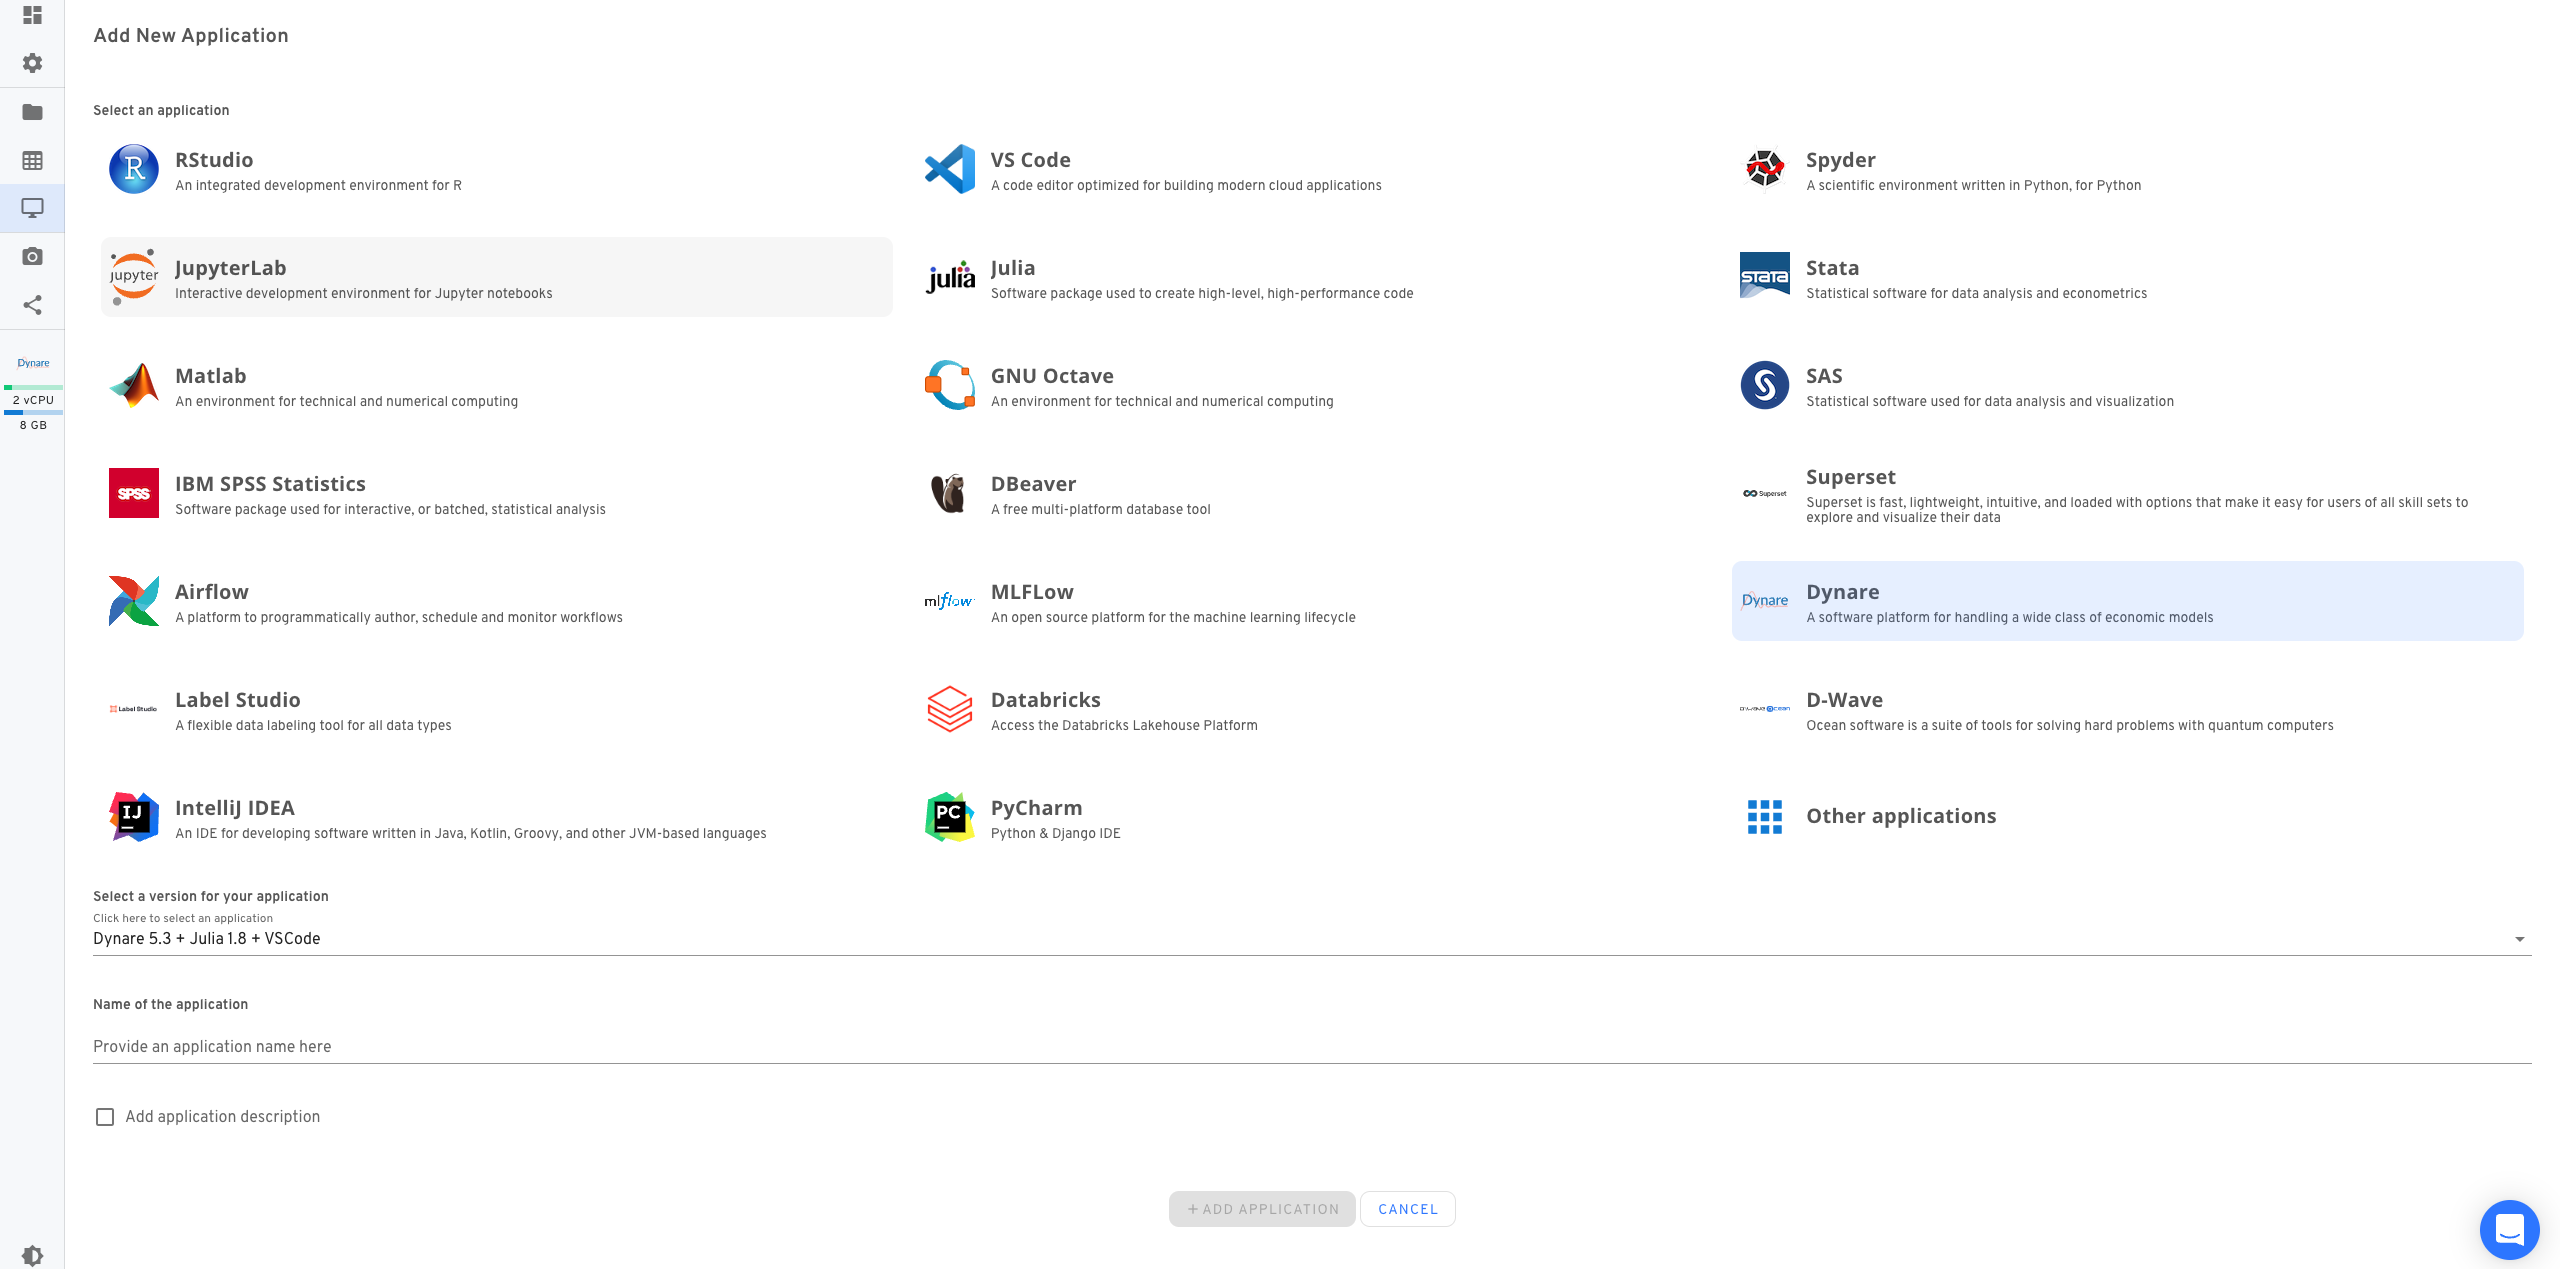 Add New Application
Select an application
R
RStudio
An integrated development environment for R
VS Code
A code editor optimized for building modern cloud applications
Spyder
A scientific environment written in Python, for Python
jupyter
JupyterLab
Interactive development environment for Jupyter notebooks
julia
Julia
Software package used to create high-level, high-performance code
STATA
Stata
Statistical software for data analysis and econometrics
Dynare
2 vCPU
8 GB
Matlab
An environment for technical and numerical computing
GNU Octave
An environment for technical and numerical computing
S
SAS
Statistical software used for data analysis and visualization
SPSS
IBM SPSS Statistics
Software package used for interactive, or batched, statistical analysis
DBeaver
A free multi-platform database tool
Superset
Superset
Superset is fast, lightweight, intuitive, and loaded with options that make it easy for users of all skill sets to
explore and visualize their data
Airflow
A platform to programmatically author, schedule and monitor workflows
mlflow
MLFLow
An open source platform for the machine learning lifecycle
Dynare
Dynare
A software platform for handling a wide class of economic models
Label Studio
Label Studio
A flexible data labeling tool for all data types
Databricks
Access the Databricks Lakehouse Platform
D-Wave Ocean
D-Wave
Ocean software is a suite of tools for solving hard problems with quantum computers
IJ
IntelliJ IDEA
An IDE for developing software written in Java, Kotlin, Groovy, and other JVM-based languages
PC
PyCharm
Python & Django IDE
Other applications
Select a version for your application
Click here to select an application
Dynare 5.3 + Julia 1.8 + VSCode
Name of the application
Provide an application name here
Add application description
+ ADD APPLICATION
CANCEL